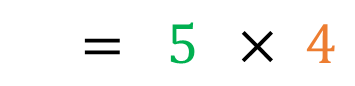 = 5 × 4